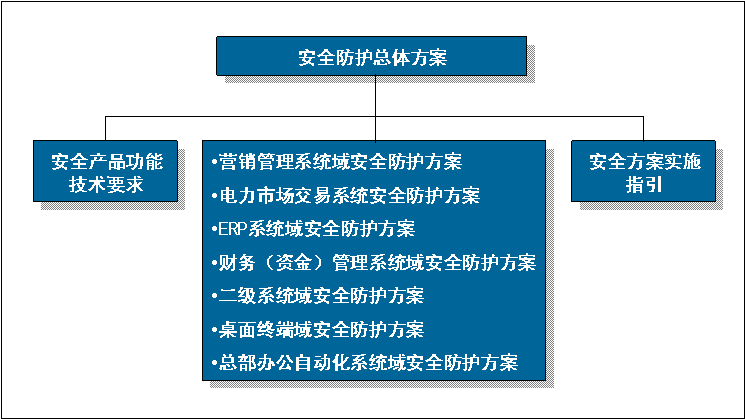 安全防护总体方案
安全产品功能
技术要求
•营销管理系统域安全防护方案
•电力市场交易系统安全防护方案
•ERP系统域安全防护方案
•财务（资金）管理系统域安全防护方案
•二级系统域安全防护方案
•桌面终端域安全防护方案
•总部办公自动化系统域安全防护方案
安全方案实施
指引